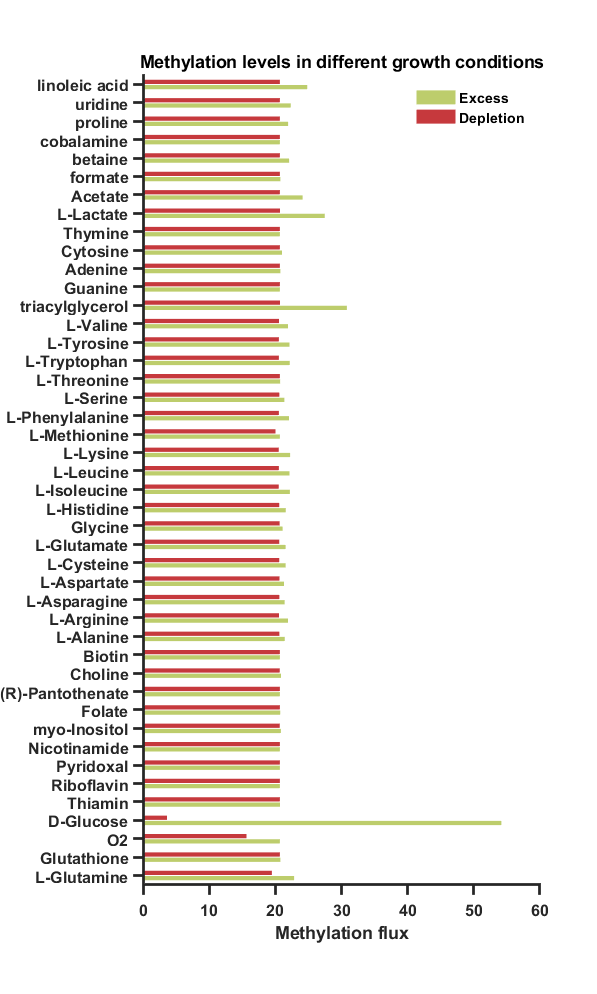 Methylation levels in different growth conditions
Excess
Depletion
linoleic acid
uridine
proline
cobalamine
betaine
formate
Acetate
L-Lactate
Thymine
Cytosine
Adenine
Guanine
triacylglycerol
L-Valine
L-Tyrosine
L-Tryptophan
L-Threonine
L-Serine
L-Phenylalanine
L-Methionine
L-Lysine
L-Leucine
L-Isoleucine
L-Histidine
Glycine
L-Glutamate
L-Cysteine
L-Aspartate
L-Asparagine
L-Arginine
L-Alanine
Biotin
Choline
(R)-Pantothenate
Folate
myo-Inositol
Nicotinamide
Pyridoxal
Riboflavin
Thiamin
D-Glucose
O2
Glutathione
L-Glutamine
0 10 20 30 40 50 60
Methylation flux